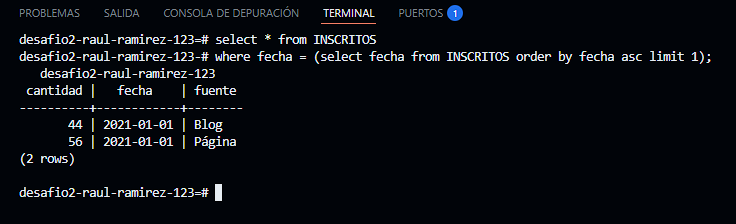 PROBLEMAS SALIDA CONSOLA DE DEPURACIÓN TERMINAL PUERTOS 1
desafio2-raul-ramirez-123=# select * from INSCRITOS
desafio2-raul-ramirez-123-# where fecha = (select fecha from INSCRITOS order by fecha asc limit 1);
   desafio2-raul-ramirez-123
 cantidad |   fecha    | fuente
----------+------------+--------
       44 | 2021-01-01 | Blog
       56 | 2021-01-01 | Página
(2 rows)
desafio2-raul-ramirez-123=#